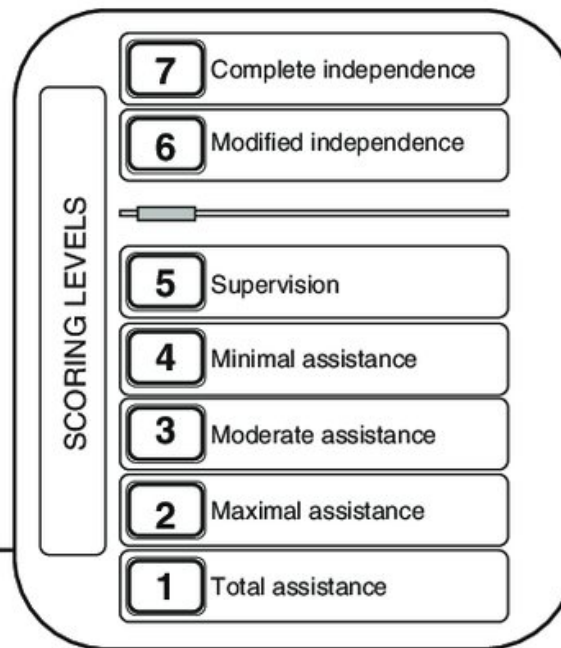 SCORING LEVELS
7 Complete independence
6 Modified independence
5 Supervision
4 Minimal assistance
3 Moderate assistance
2 Maximal assistance
1 Total assistance